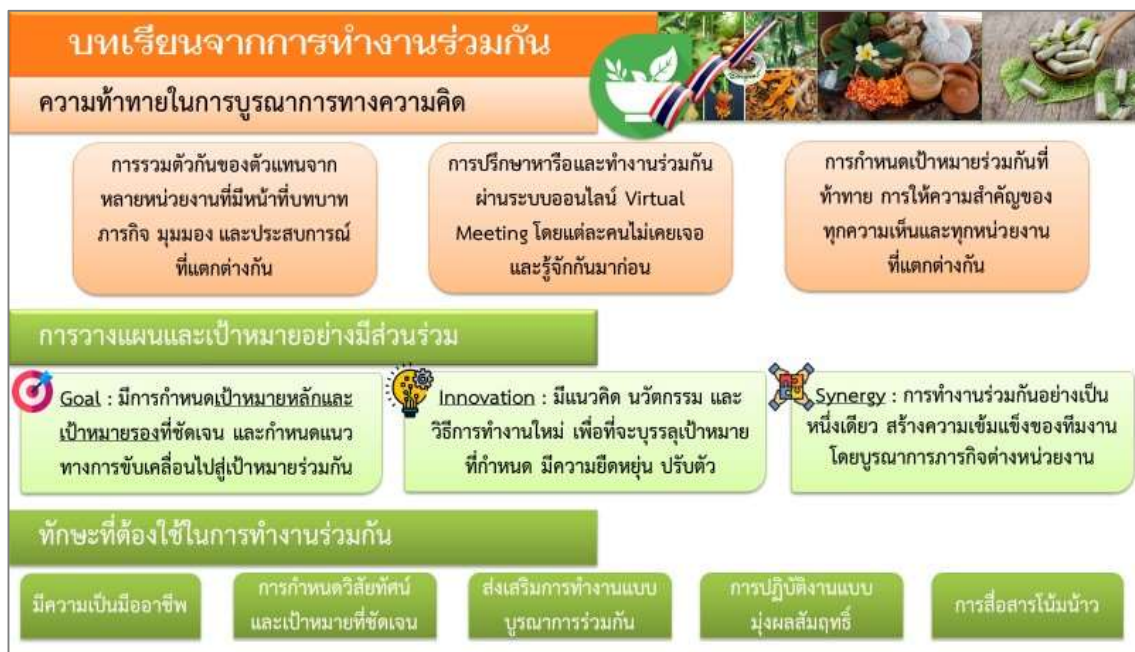 บทเรียนจากการทำงานร่วมกัน
ความท้าทายในการบูรณาการทางความคิด
การรวมตัวกันของตัวแทนจาก
หลายหน่วยงานที่มีหน้าที่บทบาท
ภารกิจ มุมมอง และประสบการณ์
ที่แตกต่างกัน
การปรึกษาหารือและทำงานร่วมกัน
ผ่านระบบออนไลน์ Virtual
Meeting โดยแต่ละคนไม่เคยเจอ
และรู้จักกันมาก่อน
การกำหนดเป้าหมายร่วมกันที่
ท้าทาย การให้ความสำคัญของ
ทุกความเห็นและทุกหน่วยงาน
ที่แตกต่างกัน
การวางแผนและเป้าหมายอย่างมีส่วนร่วม
Goal : มีการกำหนดเป้าหมายหลักและ
เป้าหมายรองที่ชัดเจน และกำหนดแนว
ทางการขับเคลื่อนไปสู่เป้าหมายร่วมกัน
Innovation : มีแนวคิด นวัตกรรม และ
วิธีการทำงานใหม่ เพื่อที่จะบรรลุเป้าหมาย
ที่กำหนด มีความยืดหยุ่น ปรับตัว
Synergy : การทำงานร่วมกันอย่างเป็น
หนึ่งเดียว สร้างความเข้มแข็งของทีมงาน
โดยบูรณาการภารกิจต่างหน่วยงาน
ทักษะที่ต้องใช้ในการทำงานร่วมกัน
มีความเป็นมืออาชีพ
การกำหนดวิสัยทัศน์
และเป้าหมายที่ชัดเจน
ส่งเสริมการทำงานแบบ
บูรณาการร่วมกัน
การปฏิบัติงานแบบ
มุ่งผลสัมฤทธิ์
การสื่อสารโน้มน้าว